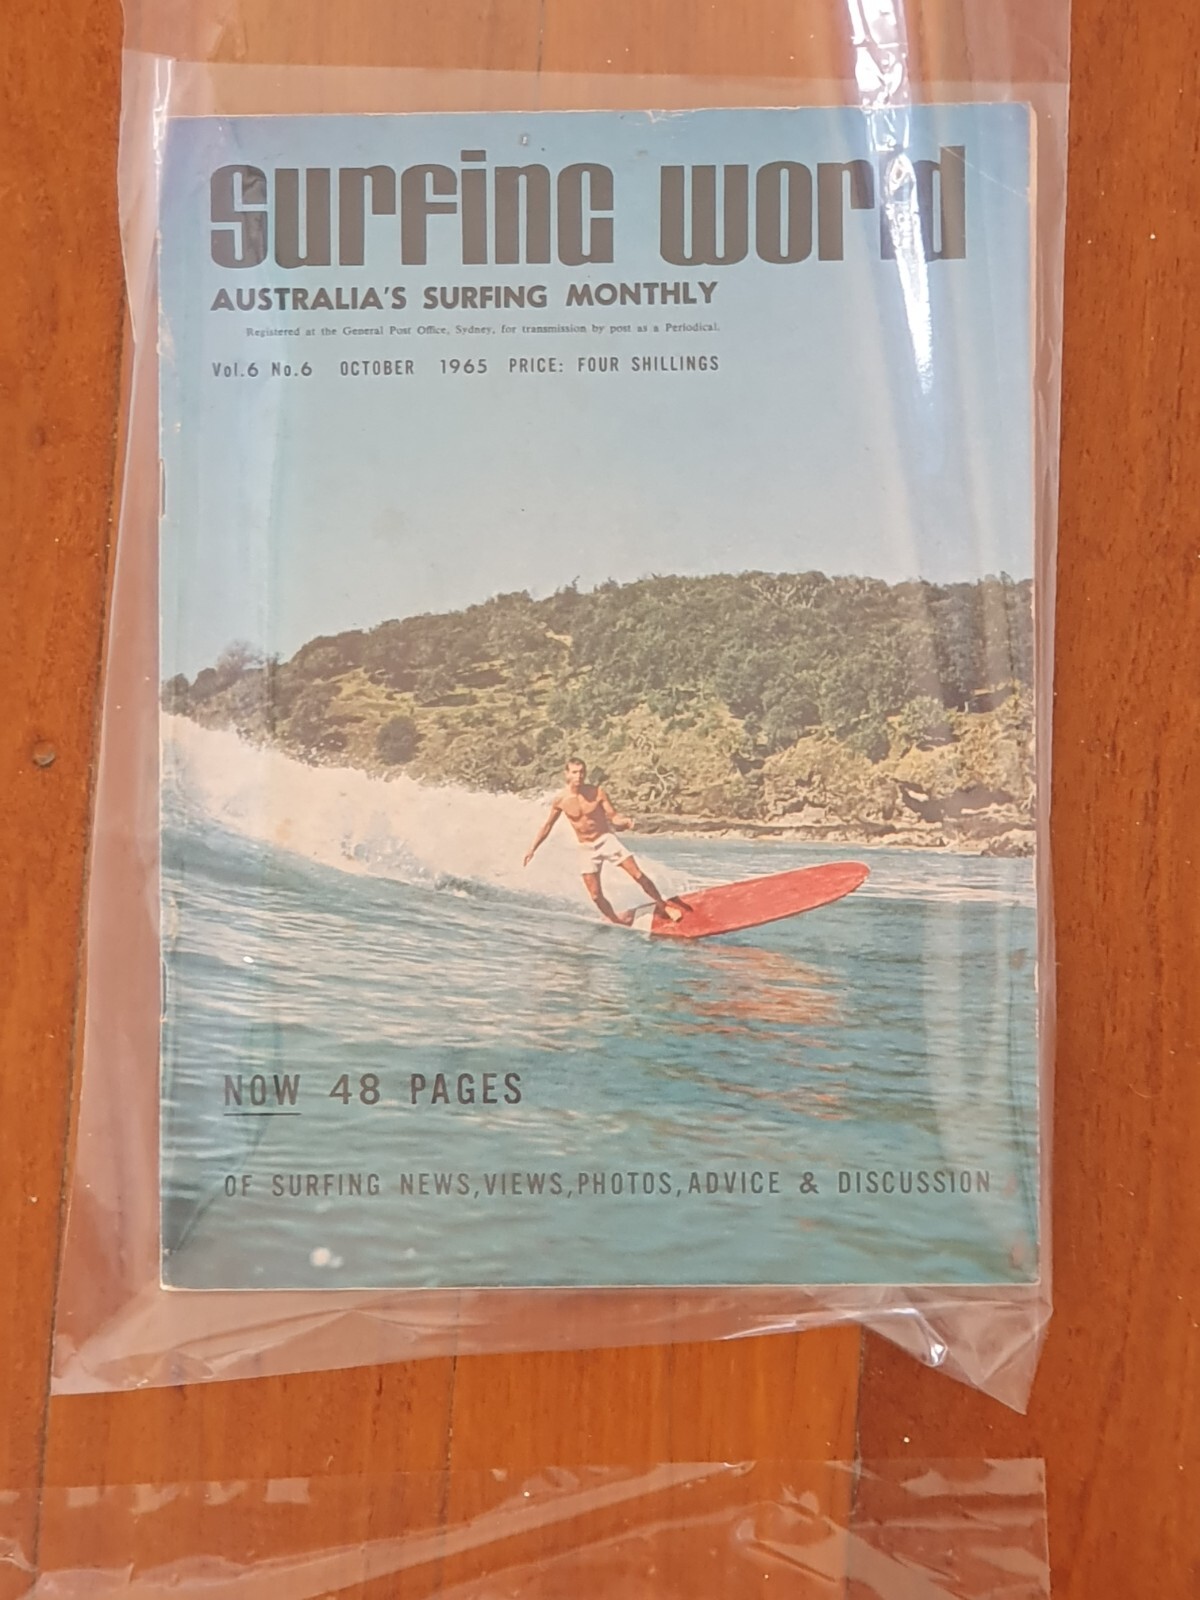 surfing world
AUSTRALIA'S SURFING MONTHLY
Registered at the General Post Office, Sydney, for transmission by post as a Periodical.
Vol.6 No.6 OCTOBER 1965 PRICE: FOUR SHILLINGS
NOW 48 PAGES
OF SURFING NEWS,VIEWS,PHOTOS,ADVICE & DISCUSSION